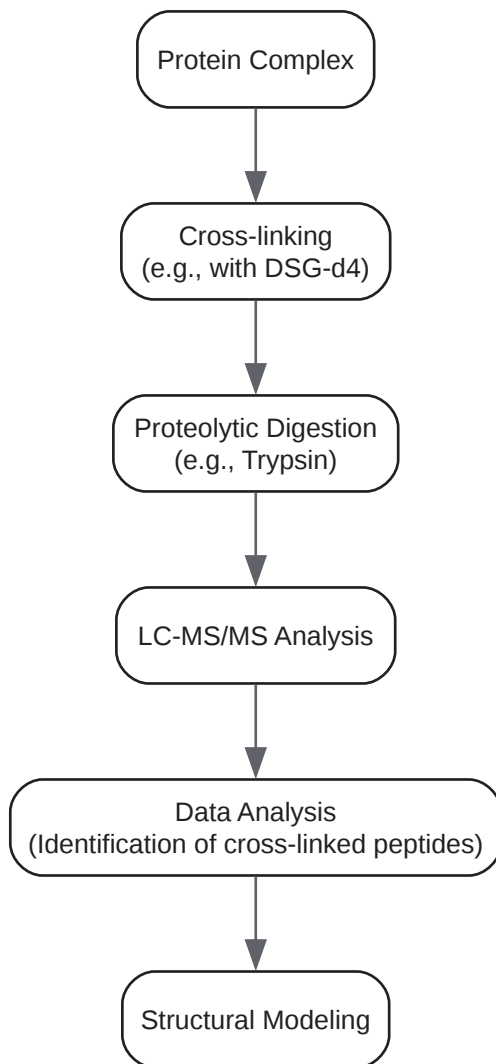 Protein Complex
Cross-linking
(e.g., with DSG-d4)
Proteolytic Digestion
(e.g., Trypsin)
LC-MS/MS Analysis
Data Analysis
(Identification of cross-linked peptides)
Structural Modeling